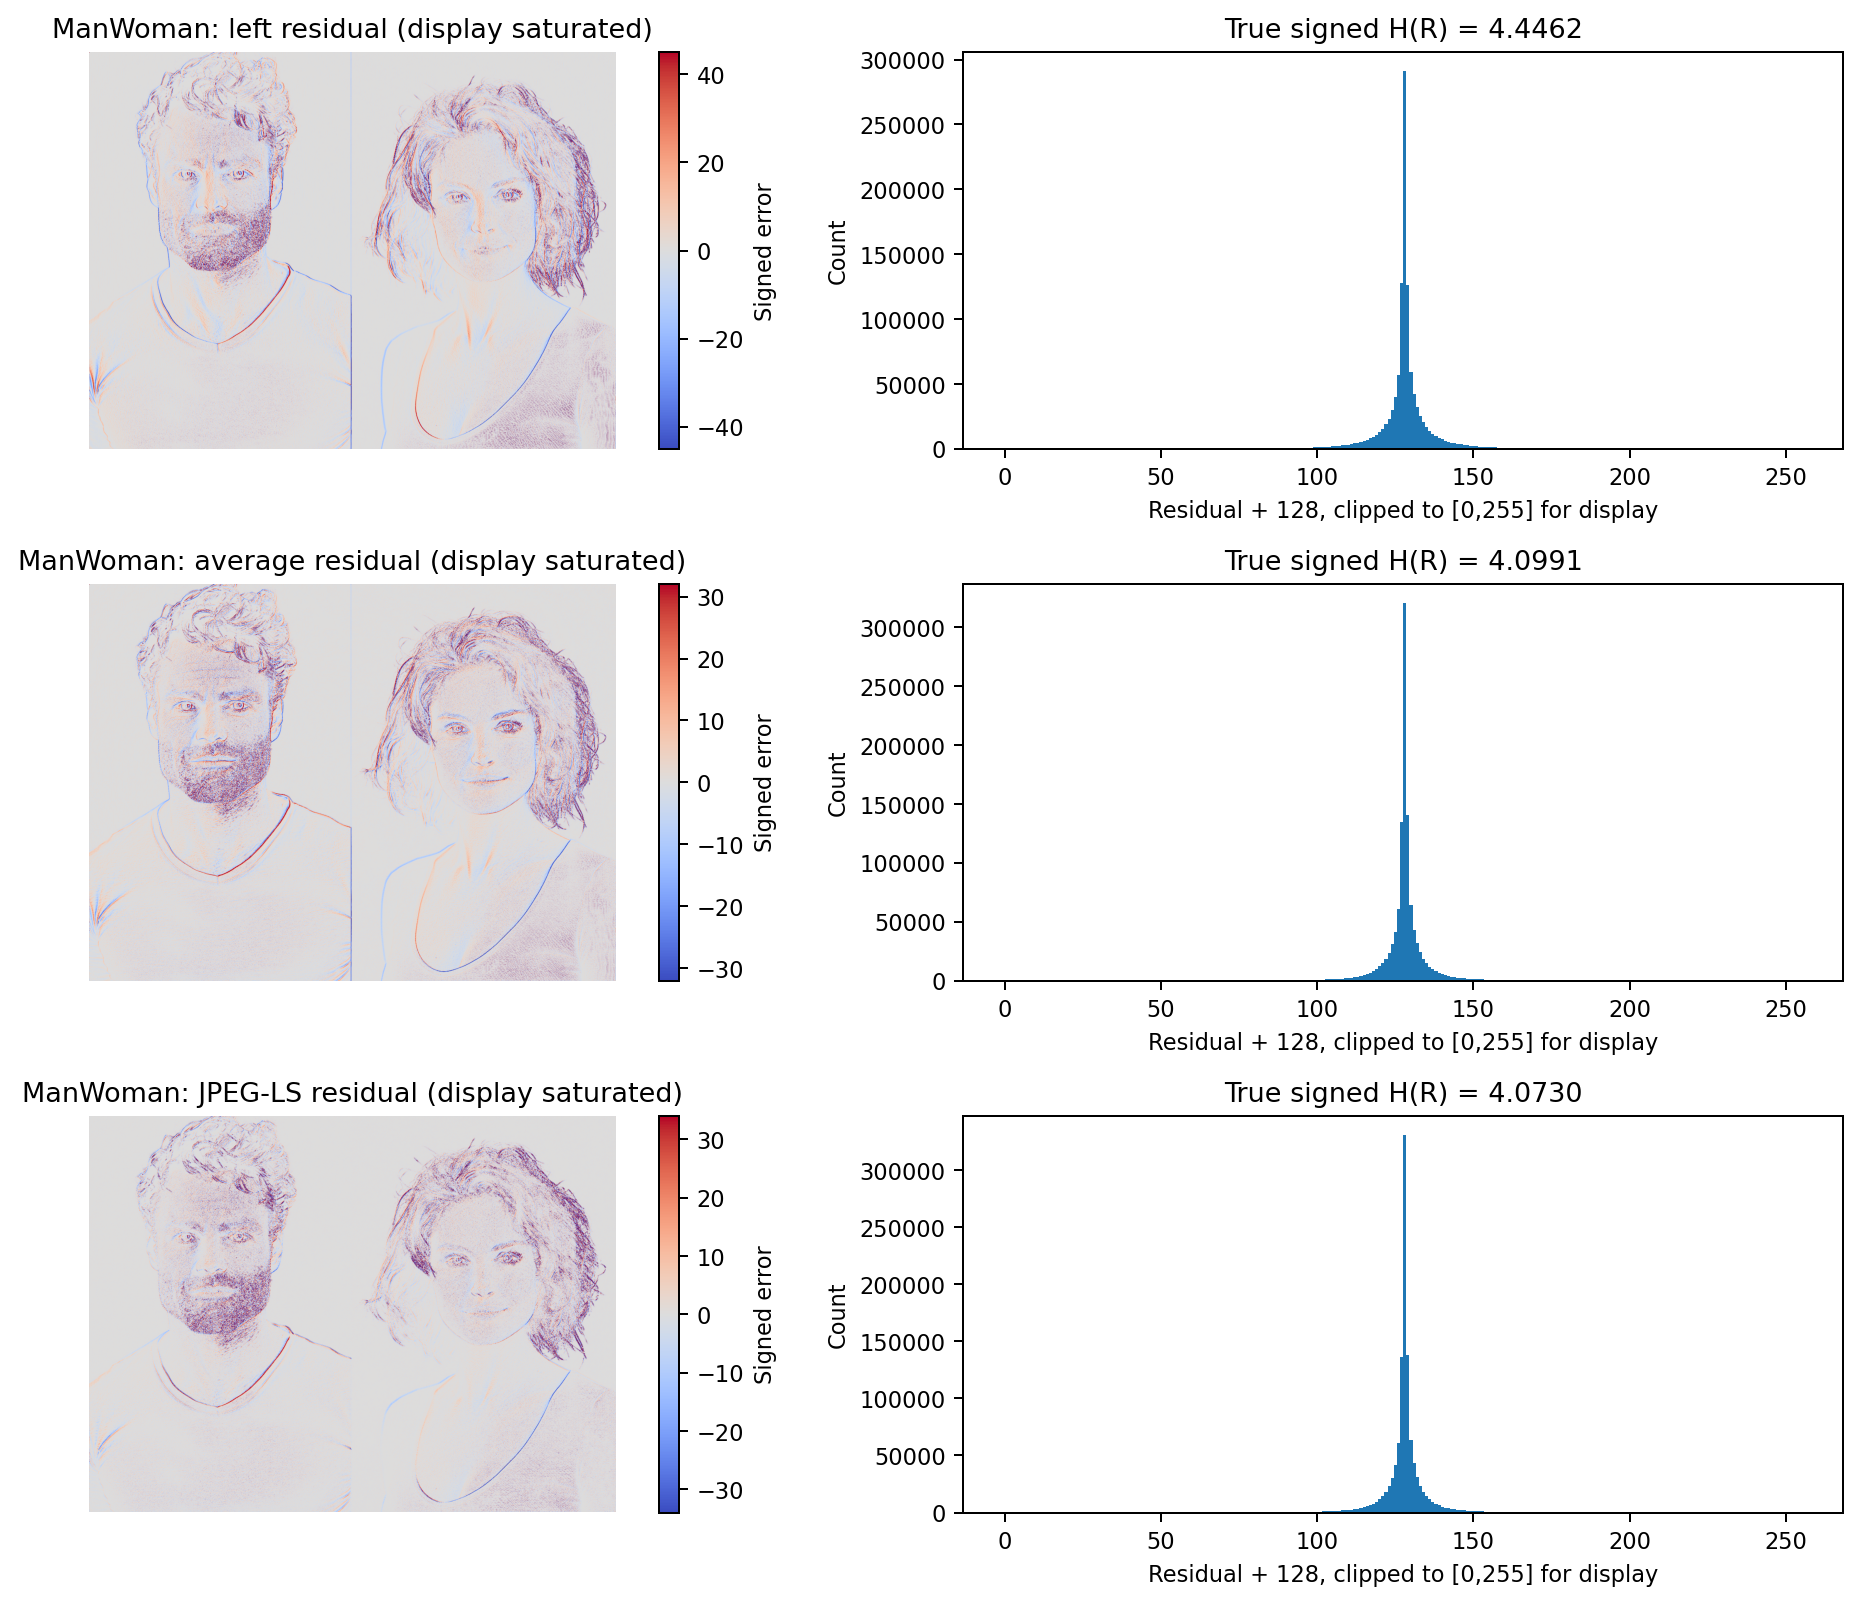 ManWoman: left residual (display saturated)
40
20
0
−20
−40
Signed error
True signed H(R) = 4.4462
300000
250000
200000
150000
100000
50000
0
Count
0 50 100 150 200 250
Residual + 128, clipped to [0,255] for display
ManWoman: average residual (display saturated)
30
20
10
0
−10
−20
−30
Signed error
True signed H(R) = 4.0991
300000
250000
200000
150000
100000
50000
0
Count
0 50 100 150 200 250
Residual + 128, clipped to [0,255] for display
ManWoman: JPEG-LS residual (display saturated)
30
20
10
0
−10
−20
−30
Signed error
True signed H(R) = 4.0730
300000
250000
200000
150000
100000
50000
0
Count
0 50 100 150 200 250
Residual + 128, clipped to [0,255] for display